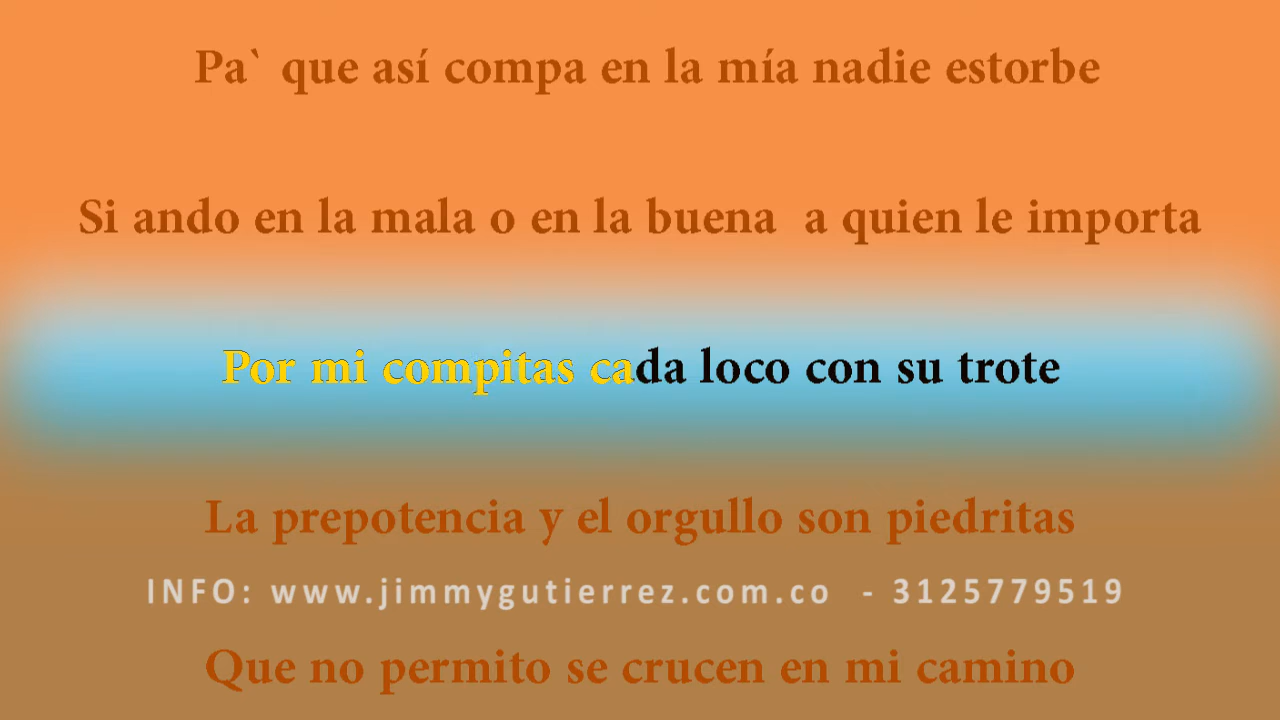 Pa` que así compa en la mía nadie estorbe
Si ando en la mala o en la buena  a quien le importa
Por mi compitas cada loco con su trote
La prepotencia y el orgullo son piedritas
INFO: www.jimmygutierrez.com.co  - 3125779519
Que no permito se crucen en mi camino